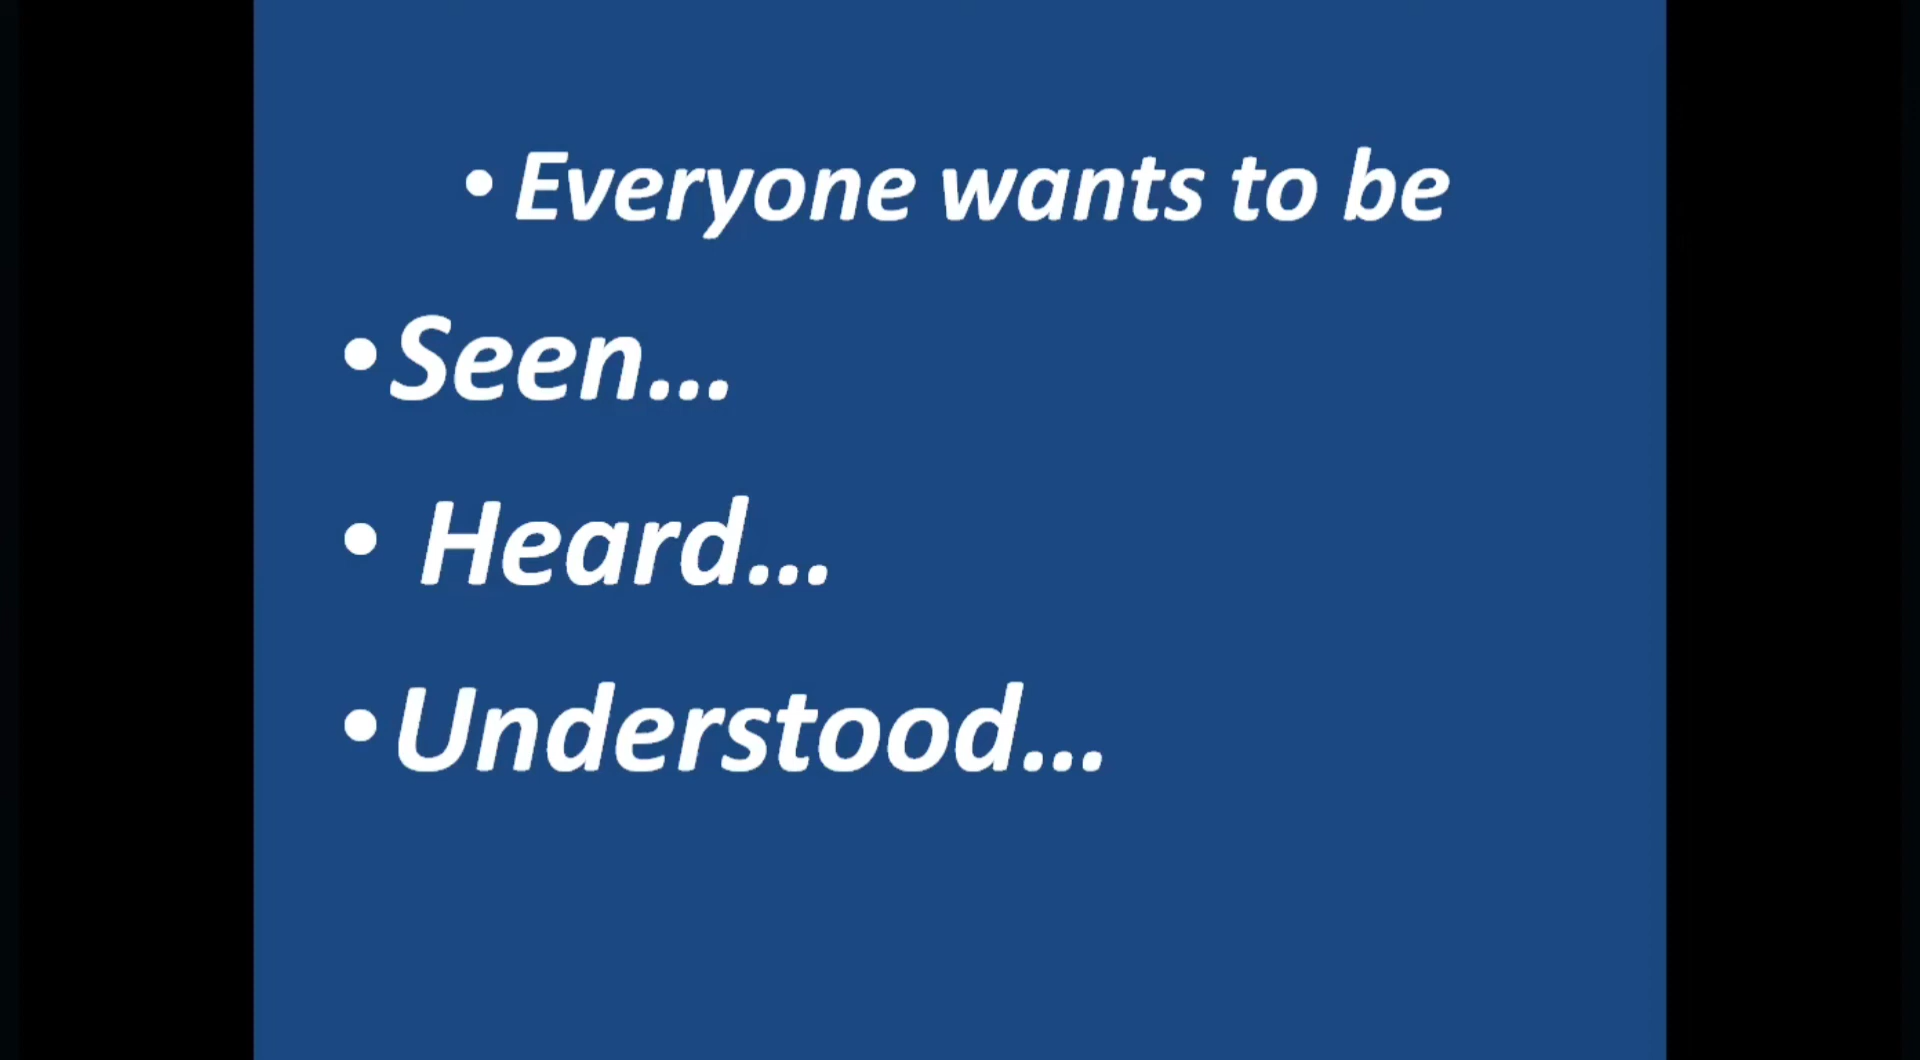 • Everyone wants to be
• Seen...
• Heard...
• Understood...